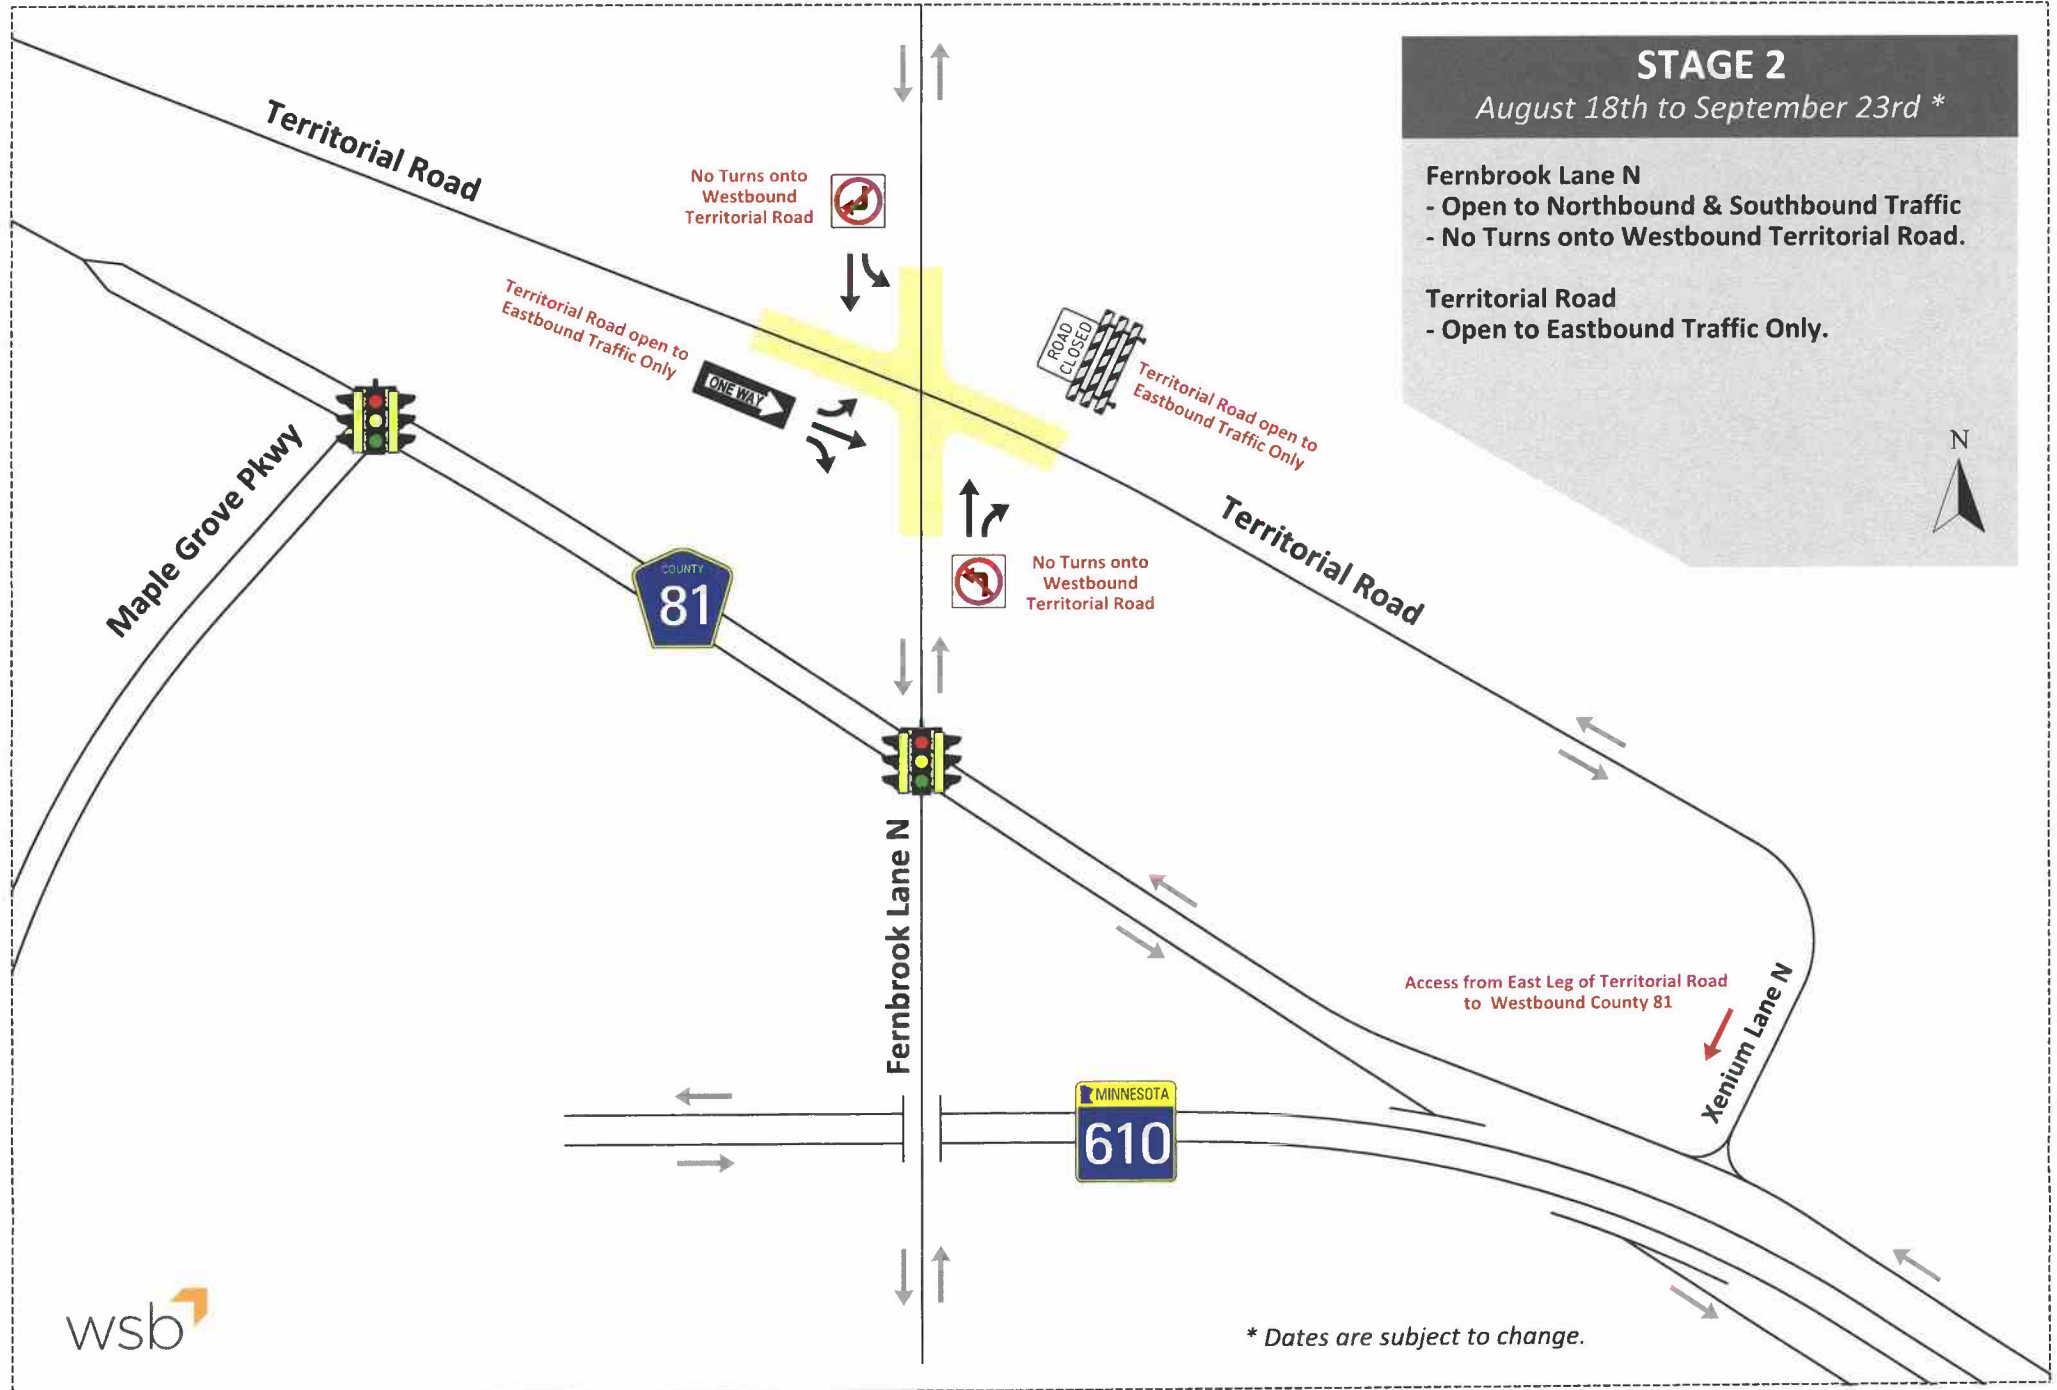 STAGE 2
August 18th to September 23rd *
Fernbrook Lane N
- Open to Northbound & Southbound Traffic
- No Turns onto Westbound Territorial Road.
Territorial Road
- Open to Eastbound Traffic Only.
N
Territorial Road
No Turns onto
Westbound
Territorial Road
Territorial Road open to
Eastbound Traffic Only
ONE WAY
ROAD
CLOSED
Territorial Road open to
Eastbound Traffic Only
Maple Grove Pkwy
COUNTY
81
No Turns onto
Westbound
Territorial Road
Territorial Road
Fernbrook Lane N
Access from East Leg of Territorial Road
to Westbound County 81
Xenium Lane N
MINNESOTA
610
wsb
* Dates are subject to change.